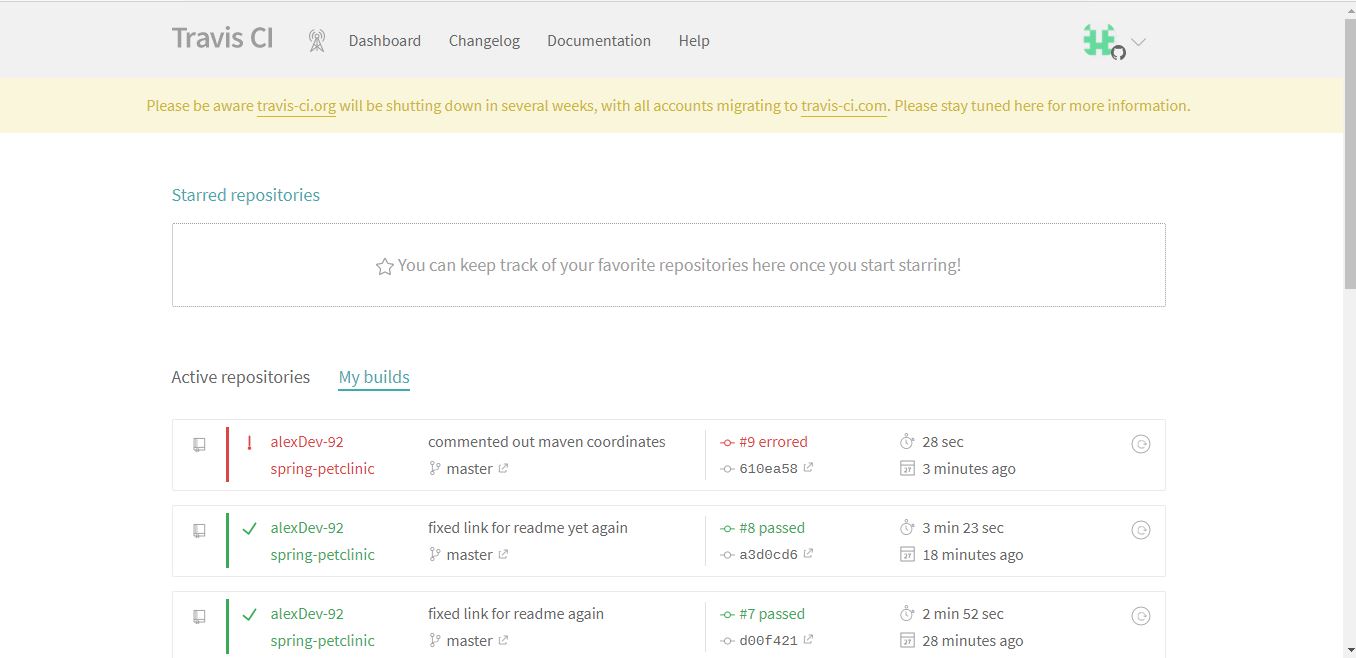 Travis CI Dashboard Changelog Documentation Help
Please be aware travis-ci.org will be shutting down in several weeks, with all accounts migrating to travis-ci.com. Please stay tuned here for more information.
Starred repositories
You can keep track of your favorite repositories here once you start starring!
Active repositories My builds
! alexDev-92 commented out maven coordinates #9 errored 28 sec
spring-petclinic master 610ea58 27 3 minutes ago
alexDev-92 fixed link for readme yet again #8 passed 3 min 23 sec
spring-petclinic master a3d0cd6 27 18 minutes ago
alexDev-92 fixed link for readme again #7 passed 2 min 52 sec
spring-petclinic master d00f421 27 28 minutes ago